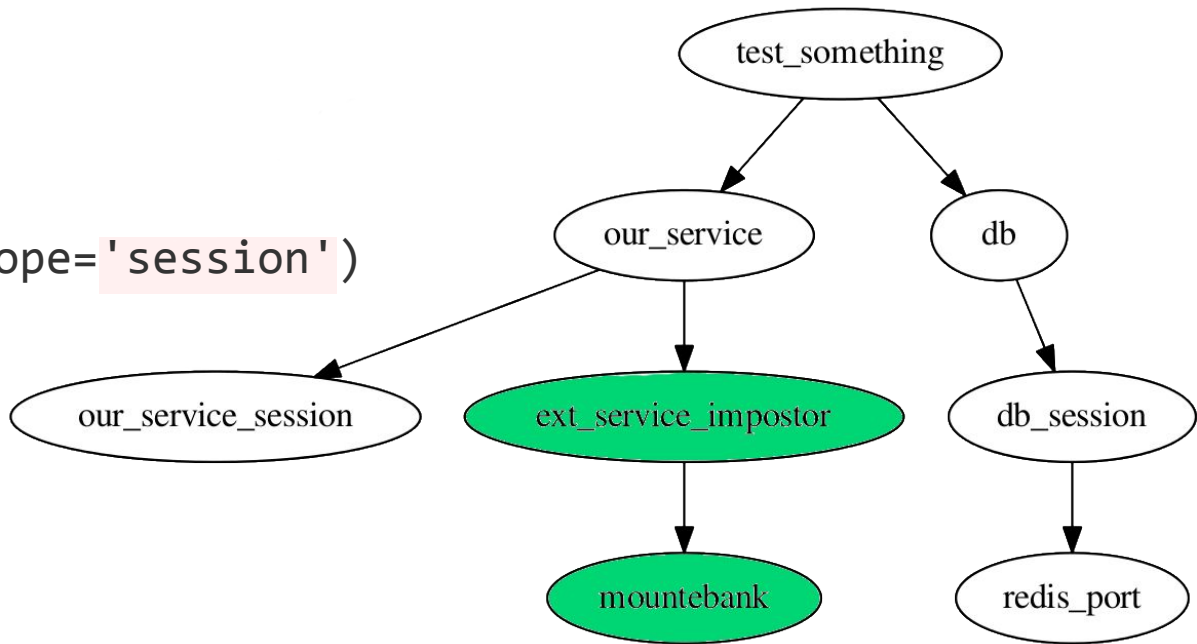 test_something
our_service
db
ope='session')
our_service_session
ext_service_impostor
db_session
mountebank
redis_port